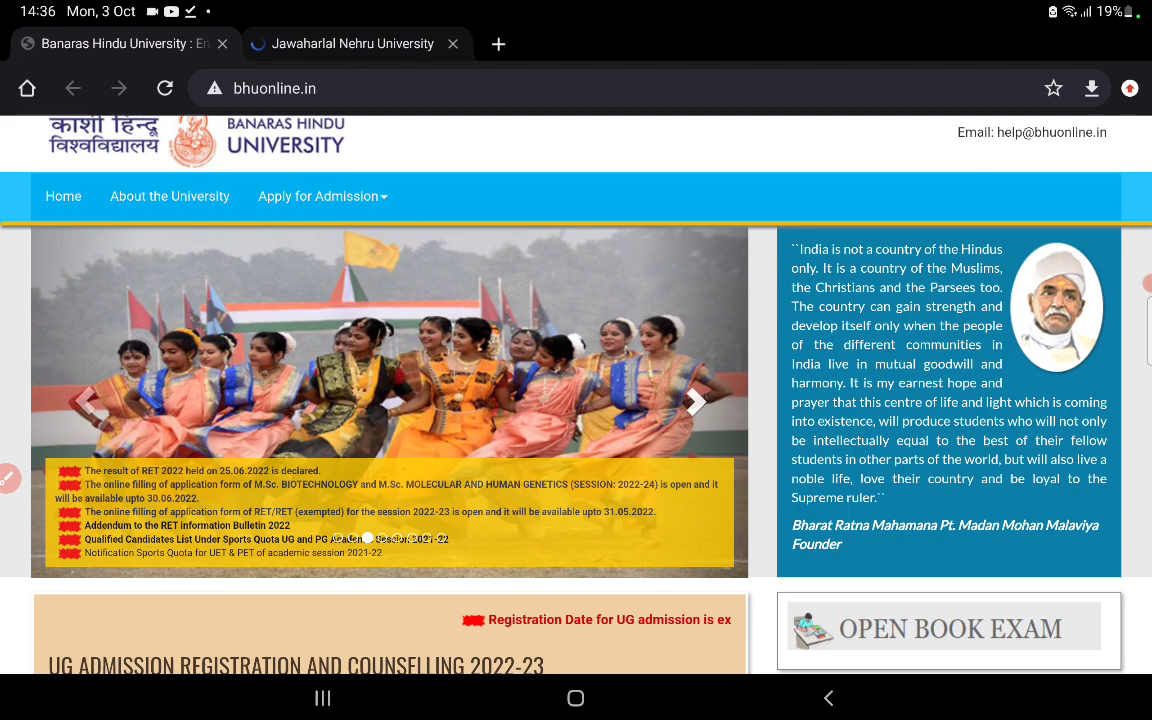 14:36 Mon, 3 Oct
19%
Banaras Hindu University : En
Jawaharlal Nehru University
bhuonline.in
काशी हिन्दू
विश्वविद्यालय
BANARAS HINDU
UNIVERSITY
Email: help@bhuonline.in
Home About the University Apply for Admission
The result of RET 2022 held on 25.06.2022 is declared.
The online filling of application form of M.Sc. BIOTECHNOLOGY and M.Sc. MOLECULAR AND HUMAN GENETICS (SESSION: 2022-24) is open and it
will be available upto 30.06.2022.
The online filling of application form of RET/RET (exempted) for the session 2022-23 is open and it will be available upto 31.05.2022.
Addendum to the RET information Bulletin 2022
Qualified Candidates List Under Sports Quota UG and PG
Notification Sports Quota for UET & PET of academic session 2021-22
``India is not a country of the Hindus
only. It is a country of the Muslims,
the Christians and the Parsees too.
The country can gain strength and
develop itself only when the people
of the different communities in
India live in mutual goodwill and
harmony. It is my earnest hope and
prayer that this centre of life and light which is coming
into existence, will produce students who will not only
be intellectually equal to the best of their fellow
students in other parts of the world, but will also live a
noble life, love their country and be loyal to the
Supreme ruler.``
Bharat Ratna Mahamana Pt. Madan Mohan Malaviya
Founder
Registration Date for UG admission is ex
UG ADMISSION REGISTRATION AND COUNSELLING 2022-23
OPEN BOOK EXAM